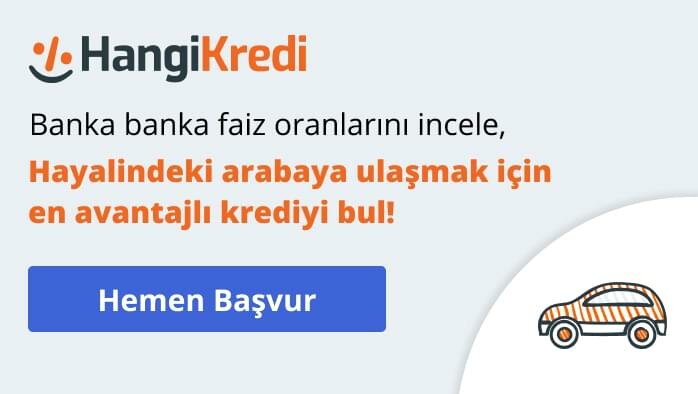 HangiKredi
Banka banka faiz oranlarını incele,
Hayalindeki arabaya ulaşmak için
en avantajlı krediyi bul!
Hemen Başvur